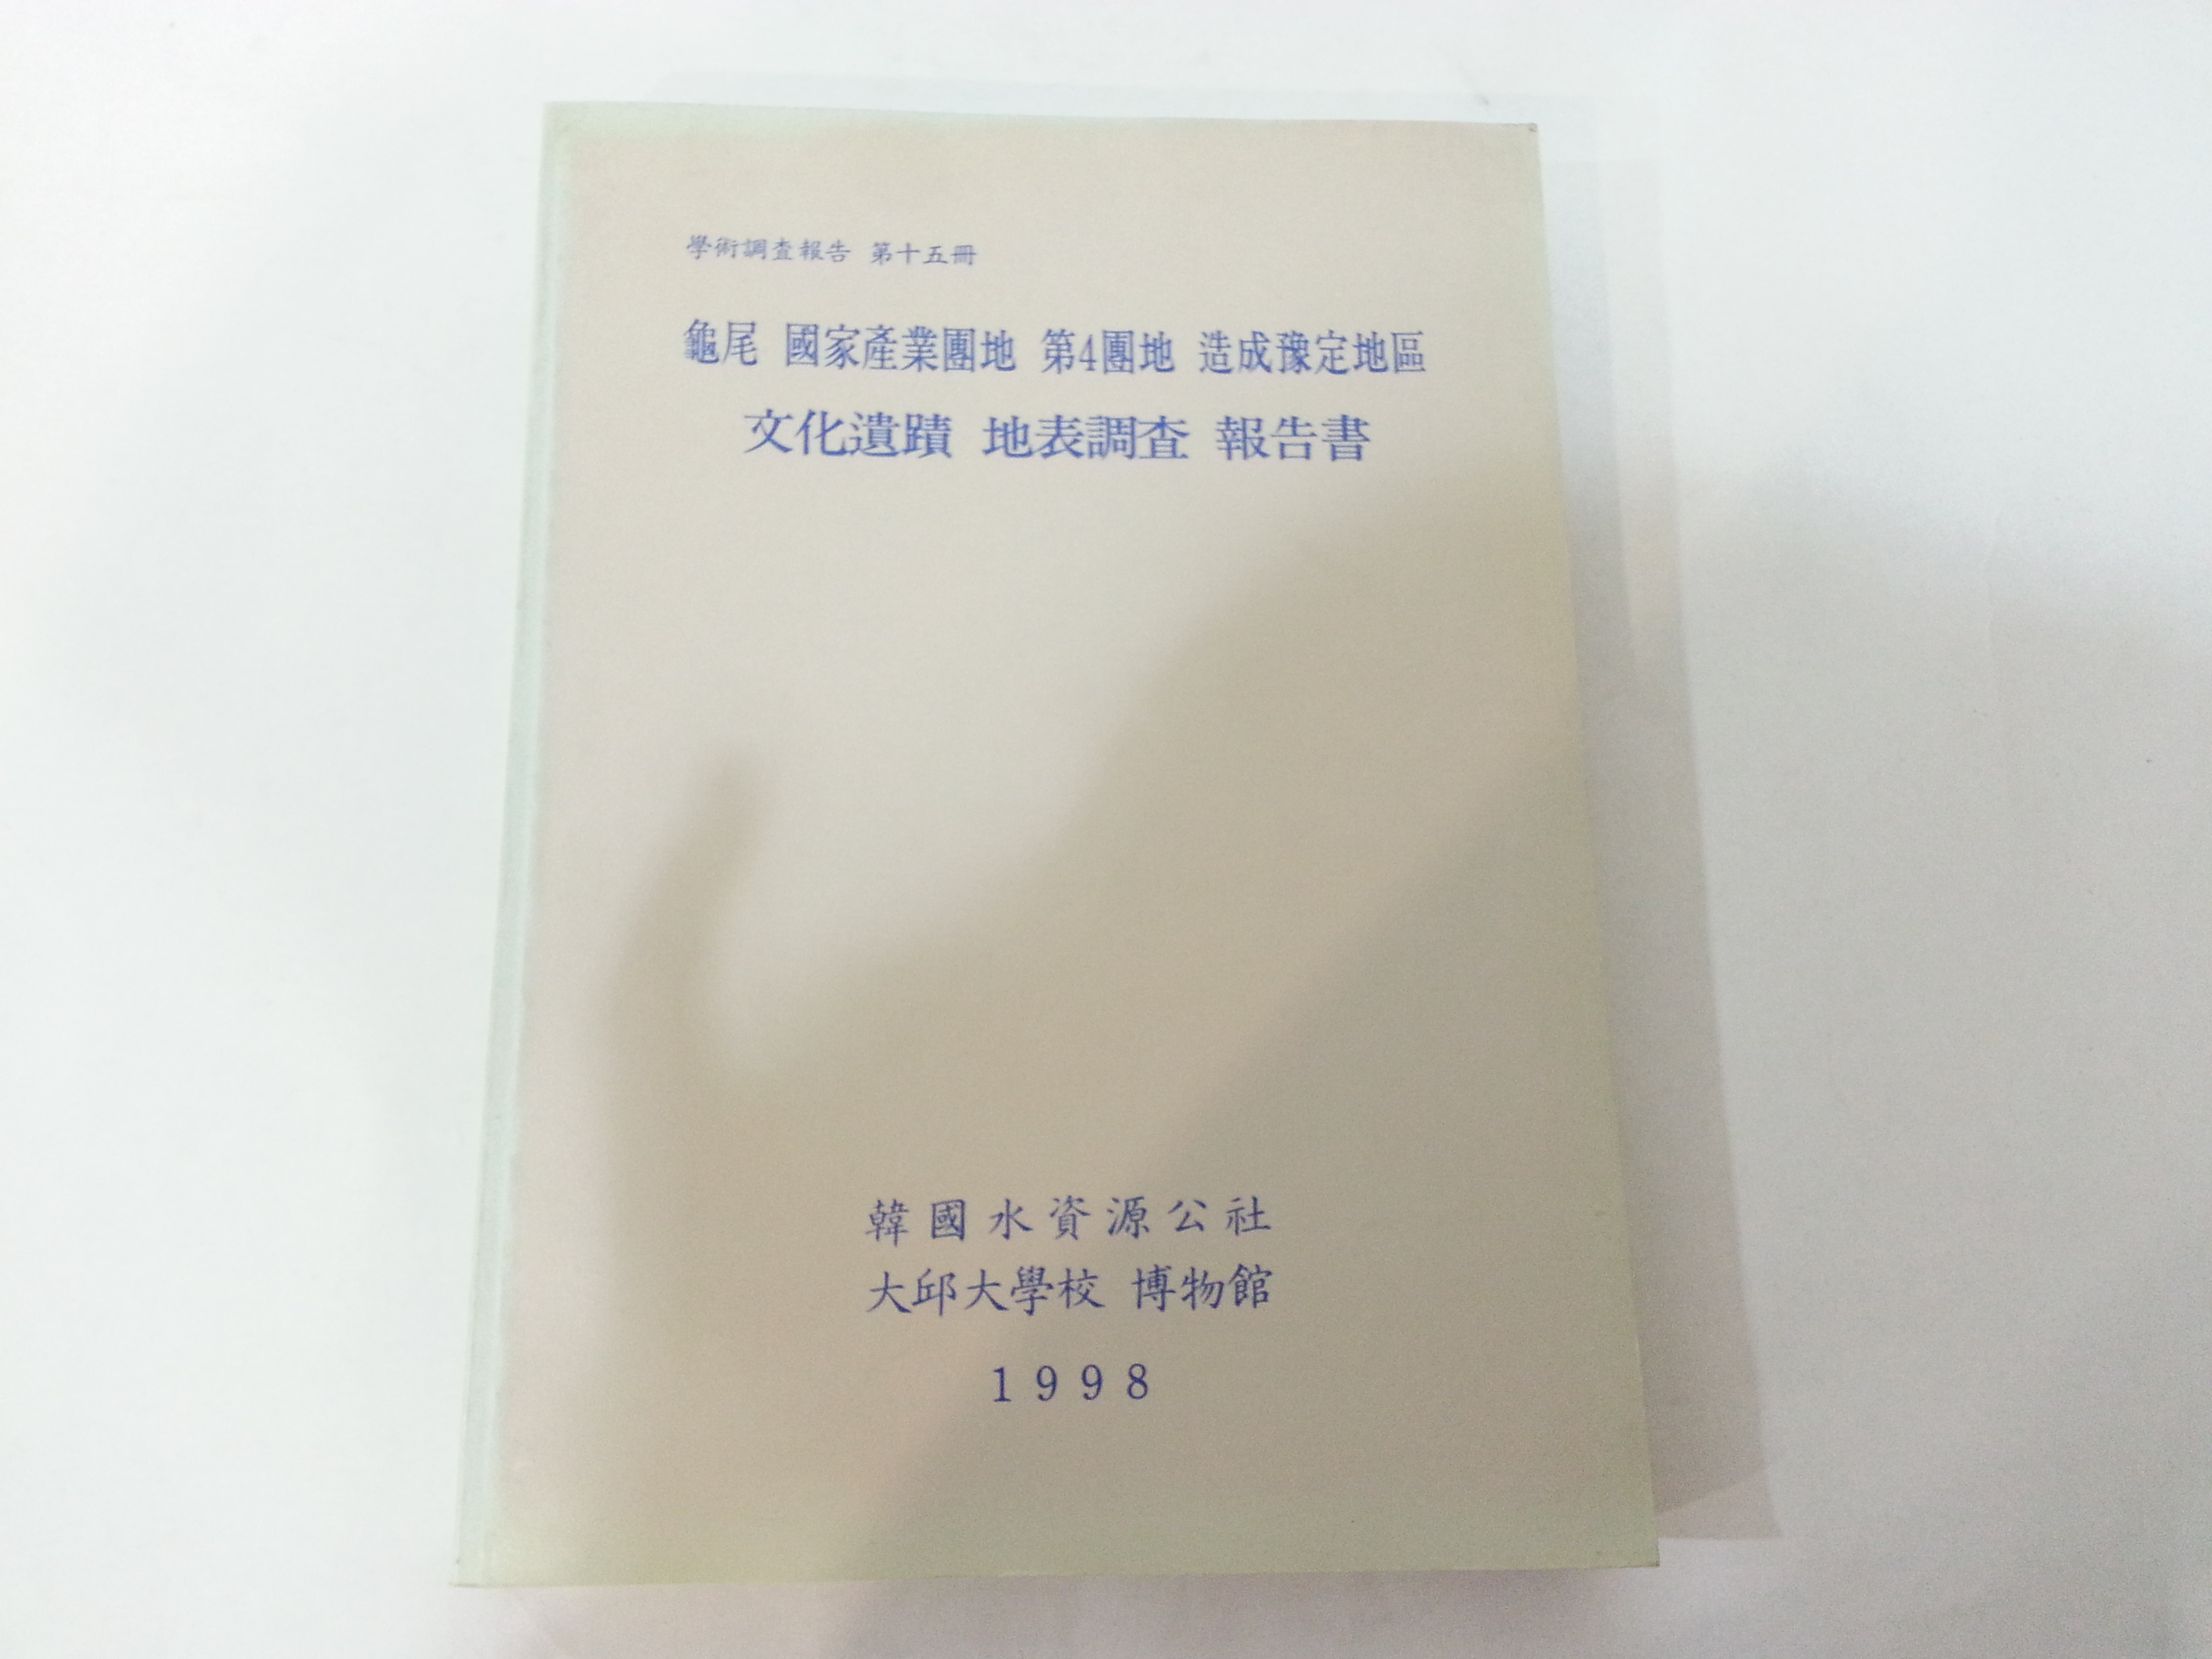 學術調査報告 第十五冊
龜尾 國家產業團地 第4團地 造成豫定地區
文化遺蹟 地表調査 報告書
韓國水資源公社
大邱大學校 博物館
1998